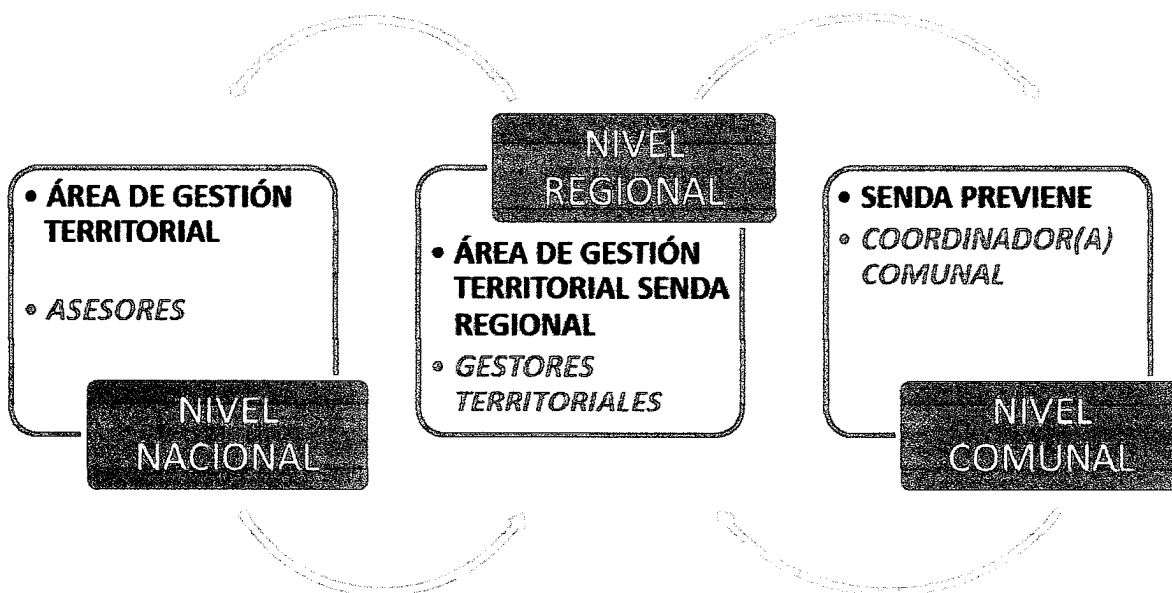 • ÁREA DE GESTIÓN
TERRITORIAL
• ASESORES
NIVEL
NACIONAL
NIVEL
REGIONAL
• ÁREA DE GESTIÓN
TERRITORIAL SENDA
REGIONAL
• GESTORES
TERRITORIALES
• SENDA PREVIENE
• COORDINADOR(A)
COMUNAL
NIVEL
COMUNAL